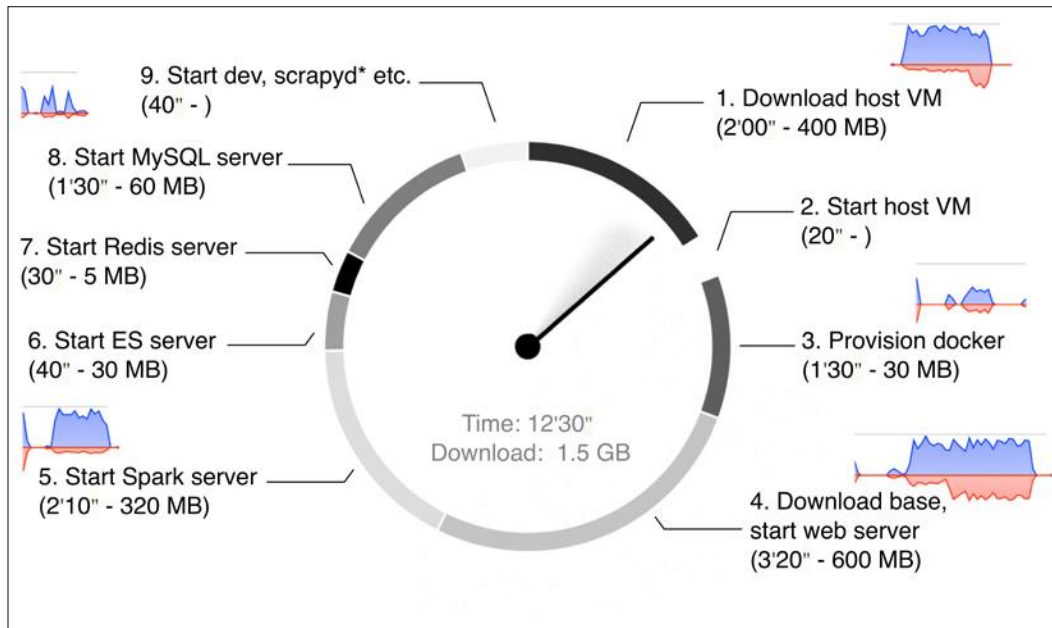 1. Download host VM
(2'00" - 400 MB)
2. Start host VM
(20" - )
3. Provision docker
(1'30" - 30 MB)
4. Download base,
start web server
(3'20" - 600 MB)
5. Start Spark server
(2'10" - 320 MB)
6. Start ES server
(40" - 30 MB)
7. Start Redis server
(30" - 5 MB)
8. Start MySQL server
(1'30" - 60 MB)
9. Start dev, scrapyd* etc.
(40" - )
Time: 12'30"
Download: 1.5 GB